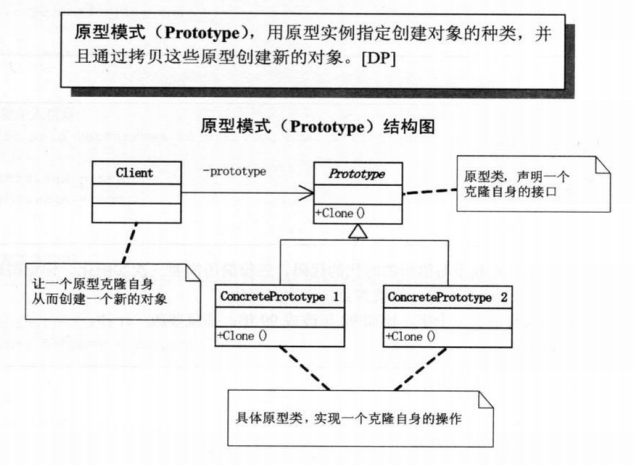 原型模式（Prototype），用原型实例指定创建对象的种类，并
且通过拷贝这些原型创建新的对象。[DP]
原型模式（Prototype）结构图
Client
-prototype
Prototype
+Clone()
原型类，声明一个
克隆自身的接口
让一个原型克隆自身
从而创建一个新的对象
ConcretePrototype 1
+Clone()
ConcretePrototype 2
+Clone()
具体原型类，实现一个克隆自身的操作